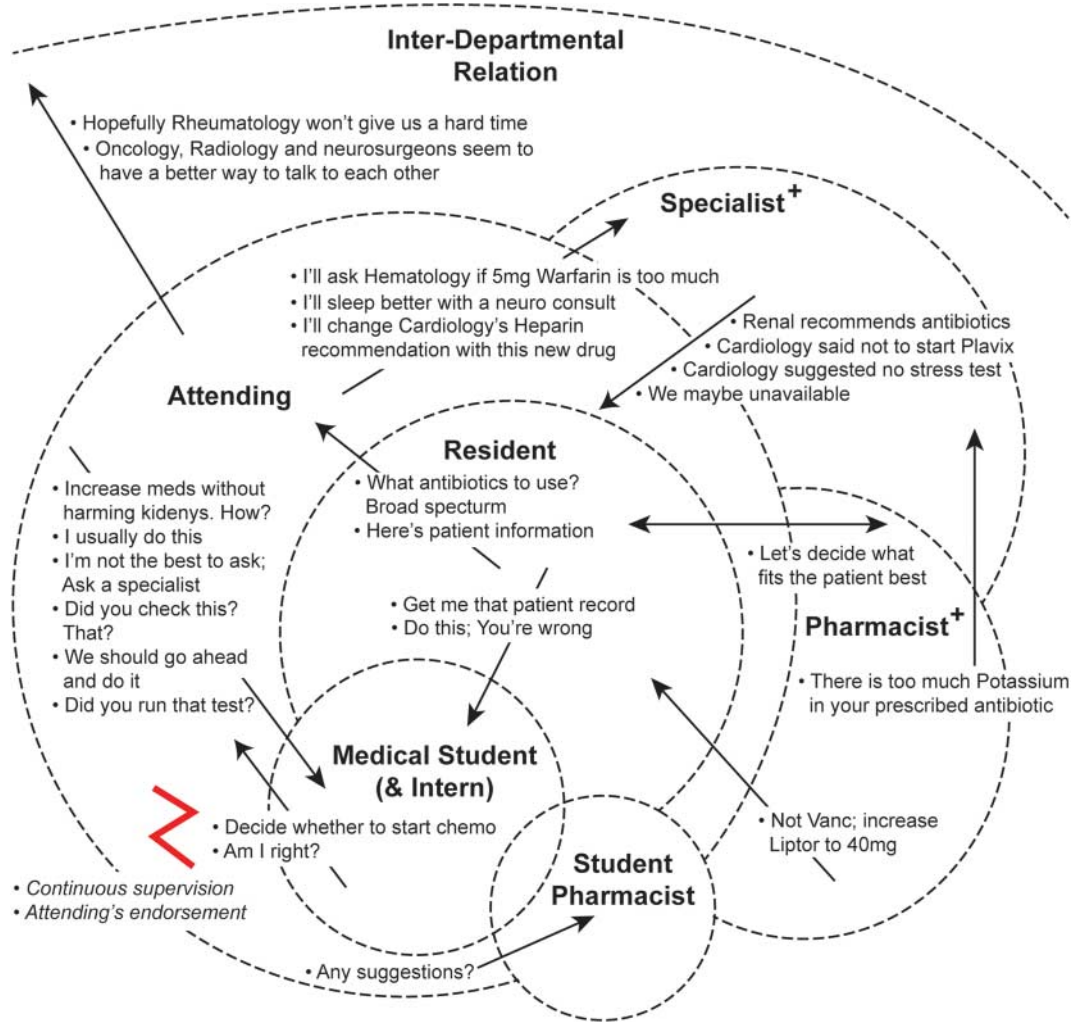 Inter-Departmental
Relation
• Hopefully Rheumatology won't give us a hard time
• Oncology, Radiology and neurosurgeons seem to
have a better way to talk to each other
Specialist+
• I'll ask Hematology if 5mg Warfarin is too much
• I'll sleep better with a neuro consult
• I'll change Cardiology's Heparin
recommendation with this new drug
• Renal recommends antibiotics
• Cardiology said not to start Plavix
• Cardiology suggested no stress test
• We maybe unavailable
Attending
• Increase meds without
harming kidenys. How?
• I usually do this
• I'm not the best to ask;
Ask a specialist
• Did you check this?
That?
• We should go ahead
and do it
• Did you run that test?
Resident
• What antibiotics to use?
Broad specturm
• Here's patient information
• Get me that patient record
• Do this; You're wrong
• Let's decide what
fits the patient best
Pharmacist+
• There is too much Potassium
in your prescribed antibiotic
Medical Student
(& Intern)
• Decide whether to start chemo
• Am I right?
• Not Vanc; increase
Liptor to 40mg
Student
Pharmacist
• Continuous supervision
• Attending's endorsement
• Any suggestions?